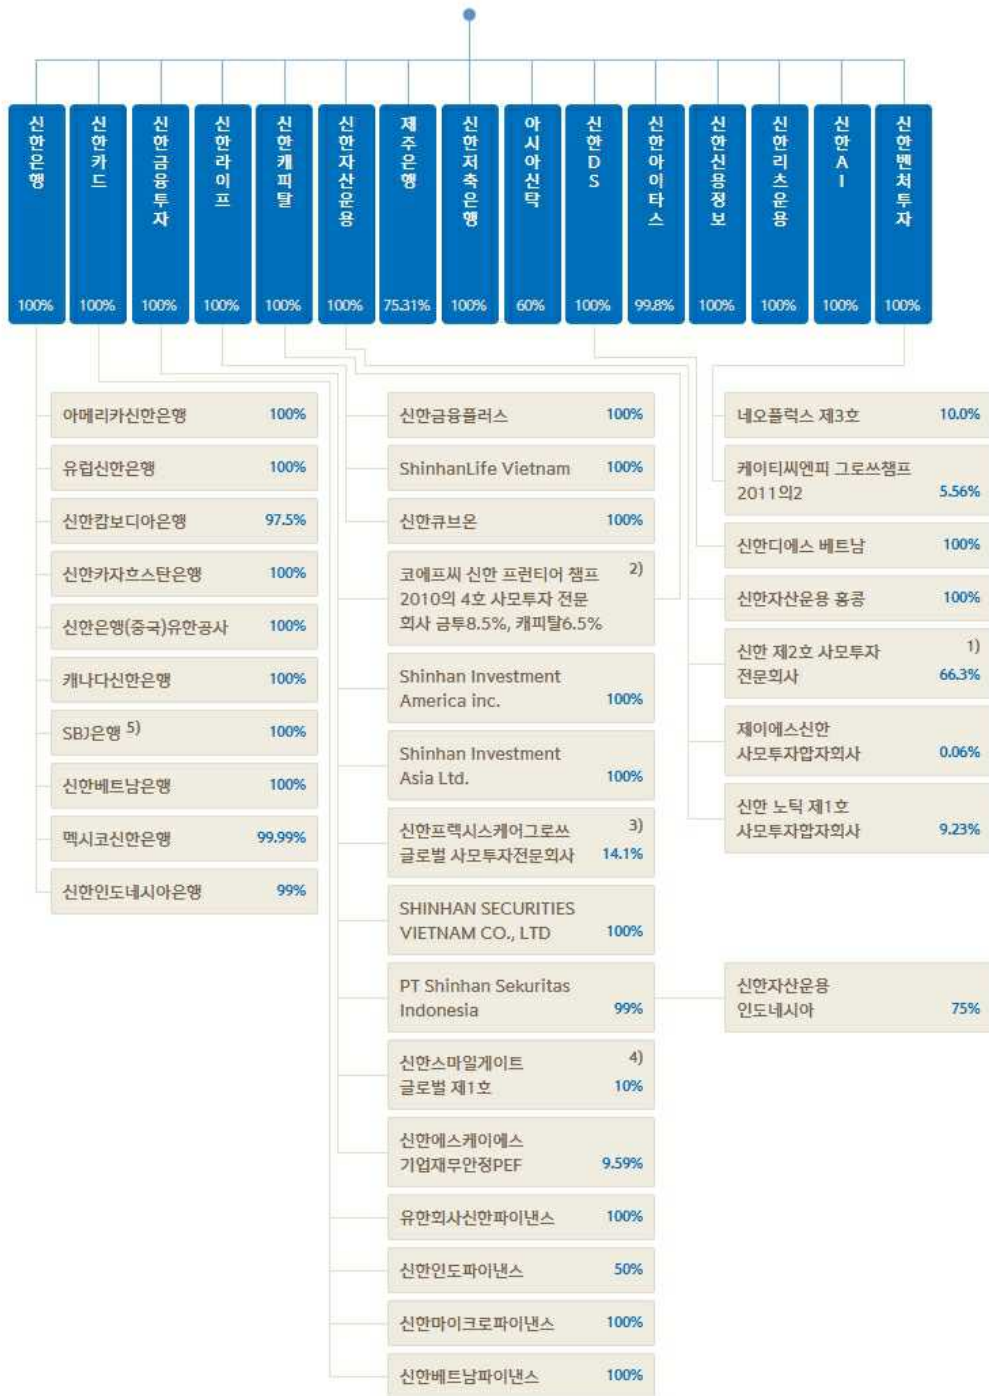 신한은행
100%
신한카드
100%
신한금융투자
100%
신한라이프
100%
신한캐피탈
100%
신한자산운용
100%
제주은행
75.31%
신한저축은행
100%
아시아신탁
60%
신한DS
100%
신한아이타스
99.8%
신한신용정보
100%
신한리츠운용
100%
신한AI
100%
신한벤처투자
100%
아메리카신한은행 100%
유럽신한은행 100%
신한캄보디아은행 97.5%
신한카자흐스탄은행 100%
신한은행(중국)유한공사 100%
캐나다신한은행 100%
SBJ은행 5) 100%
신한베트남은행 100%
멕시코신한은행 99.99%
신한인도네시아은행 99%
신한금융플러스 100%
ShinhanLife Vietnam 100%
신한큐브온 100%
코에프씨 신한 프런티어 챔프 2)
2010의 4호 사모투자 전문
회사 금투8.5%, 캐피탈6.5%
Shinhan Investment
America inc. 100%
Shinhan Investment
Asia Ltd. 100%
신한프렉시스케어그로쓰 3)
글로벌 사모투자전문회사 14.1%
SHINHAN SECURITIES
VIETNAM CO., LTD 100%
PT Shinhan Sekuritas
Indonesia 99%
신한스마일게이트 4)
글로벌 제1호 10%
신한에스케이에스
기업재무안정PEF 9.59%
유한회사신한파이낸스 100%
신한인도파이낸스 50%
신한마이크로파이낸스 100%
신한베트남파이낸스 100%
네오플럭스 제3호 10.0%
케이티씨엔피 그로쓰챔프
2011의2 5.56%
신한디에스 베트남 100%
신한자산운용 홍콩 100%
신한 제2호 사모투자 1)
전문회사 66.3%
제이에스신한
사모투자합자회사 0.06%
신한 노틱 제1호
사모투자합자회사 9.23%
신한자산운용
인도네시아 75%